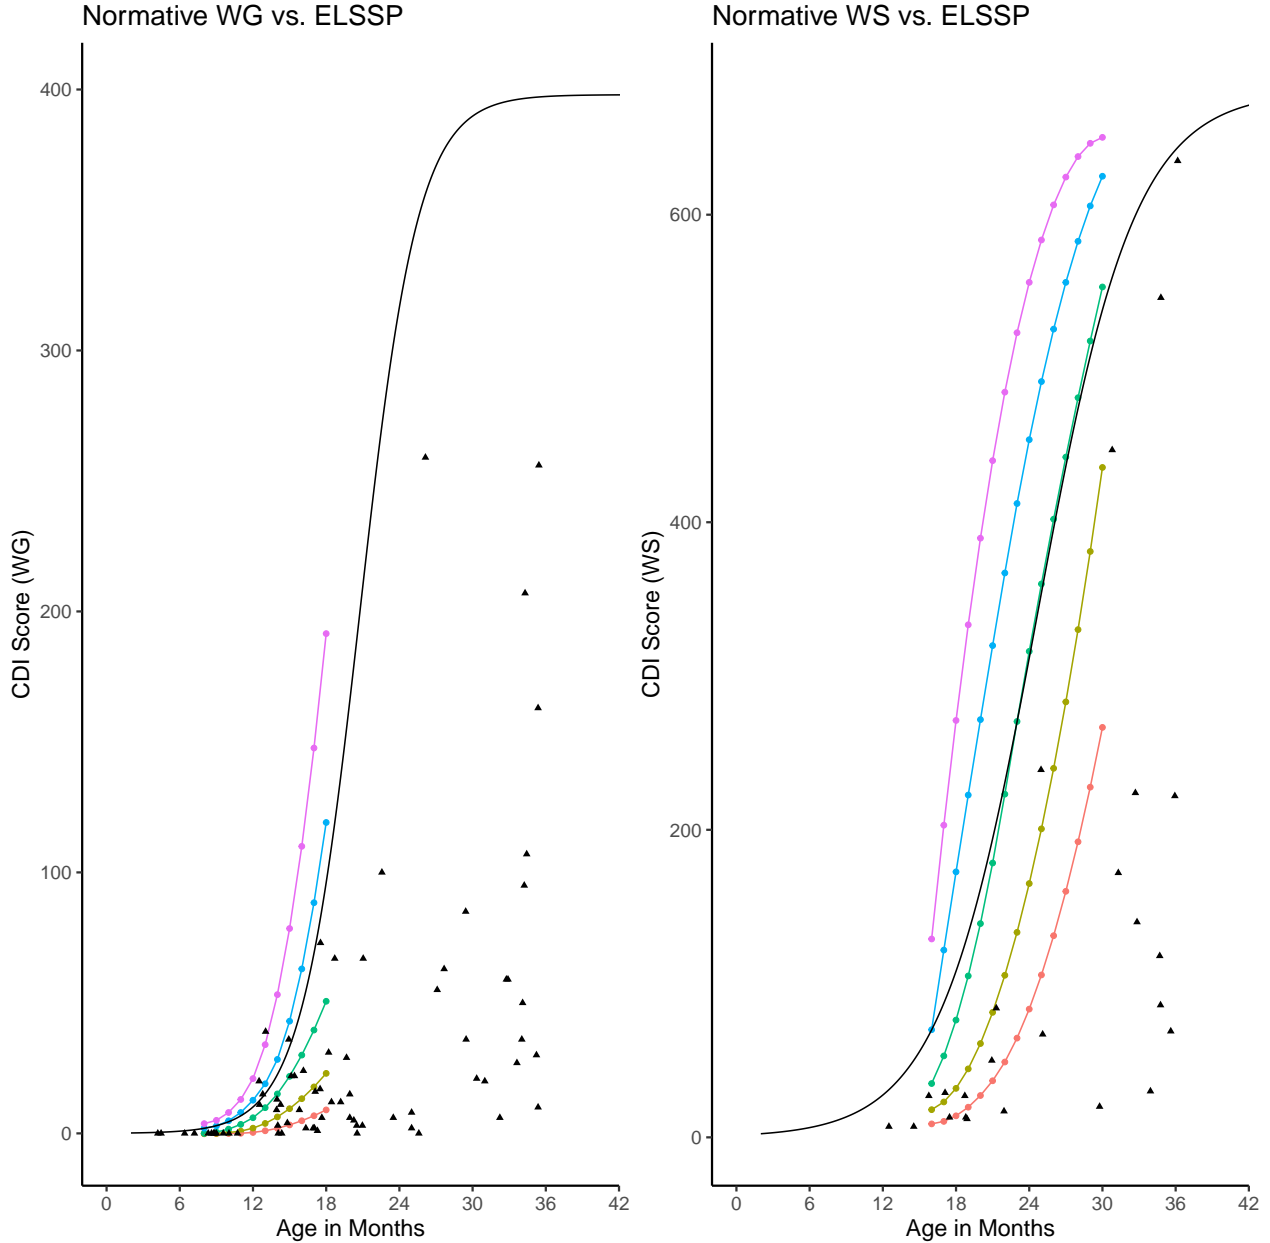 Normative WG vs. ELSSP
CDI Score (WG)
400
300
200
100
0
0 6 12 18 24 30 36 42
Age in Months
Normative WS vs. ELSSP
CDI Score (WS)
600
400
200
0
0 6 12 18 24 30 36 42
Age in Months